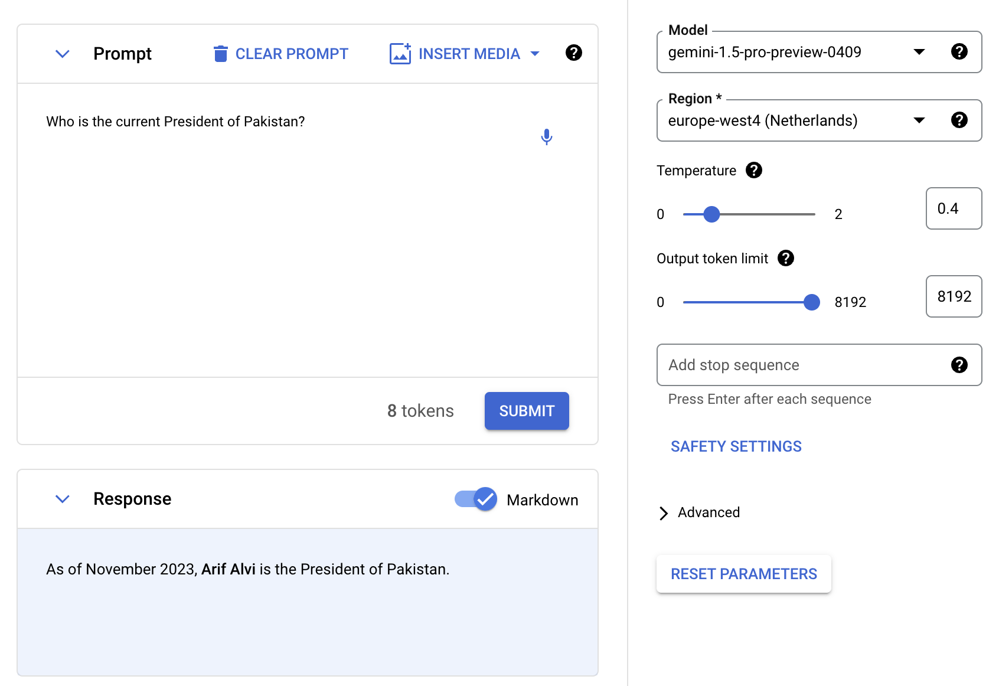 Prompt
CLEAR PROMPT
INSERT MEDIA
Who is the current President of Pakistan?
8 tokens
SUBMIT
Response
Markdown
As of November 2023, Arif Alvi is the President of Pakistan.
Model
gemini-1.5-pro-preview-0409
Region *
europe-west4 (Netherlands)
Temperature
0 2 0.4
Output token limit
0 8192 8192
Add stop sequence
Press Enter after each sequence
SAFETY SETTINGS
Advanced
RESET PARAMETERS